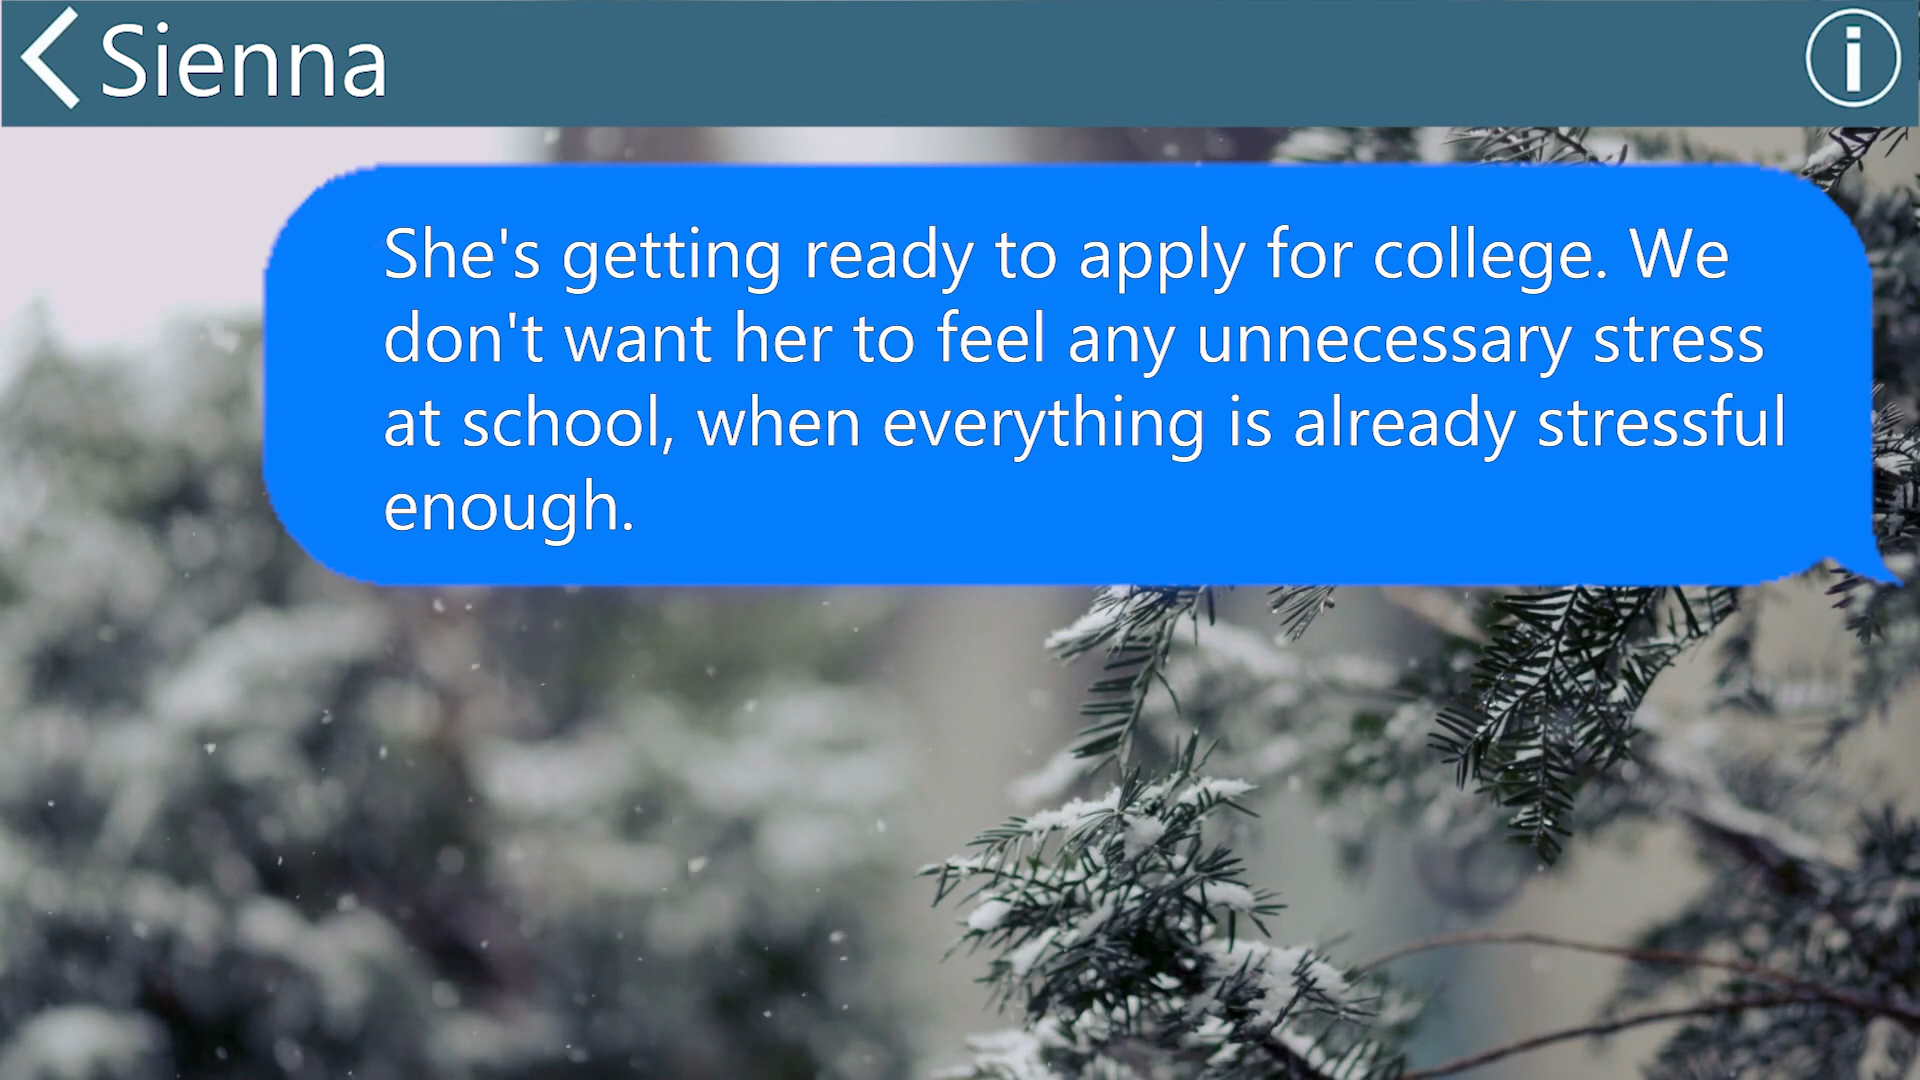 Sienna
She's getting ready to apply for college. We
don't want her to feel any unnecessary stress
at school, when everything is already stressful
enough.